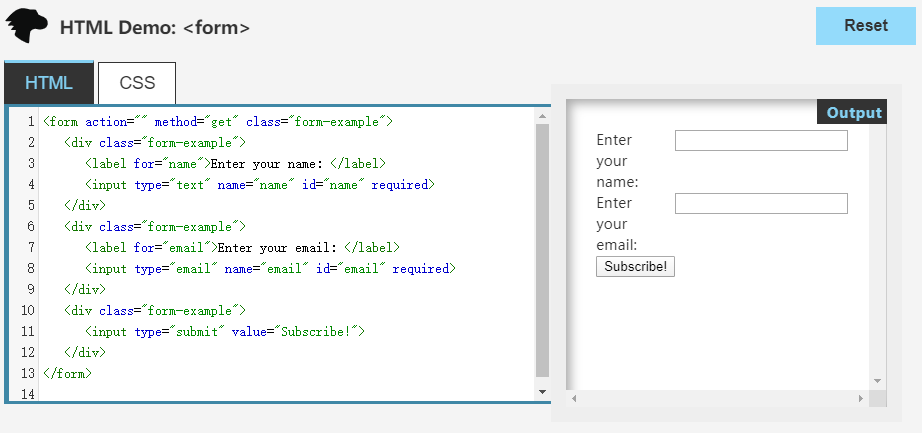 HTML Demo: <form>
Reset
HTML
CSS
1 <form action="" method="get" class="form-example">
2 <div class="form-example">
3 <label for="name">Enter your name: </label>
4 <input type="text" name="name" id="name" required>
5 </div>
6 <div class="form-example">
7 <label for="email">Enter your email: </label>
8 <input type="email" name="email" id="email" required>
9 </div>
10 <div class="form-example">
11 <input type="submit" value="Subscribe!">
12 </div>
13 </form>
14
Output
Enter
your
name:
Enter
your
email:
Subscribe!